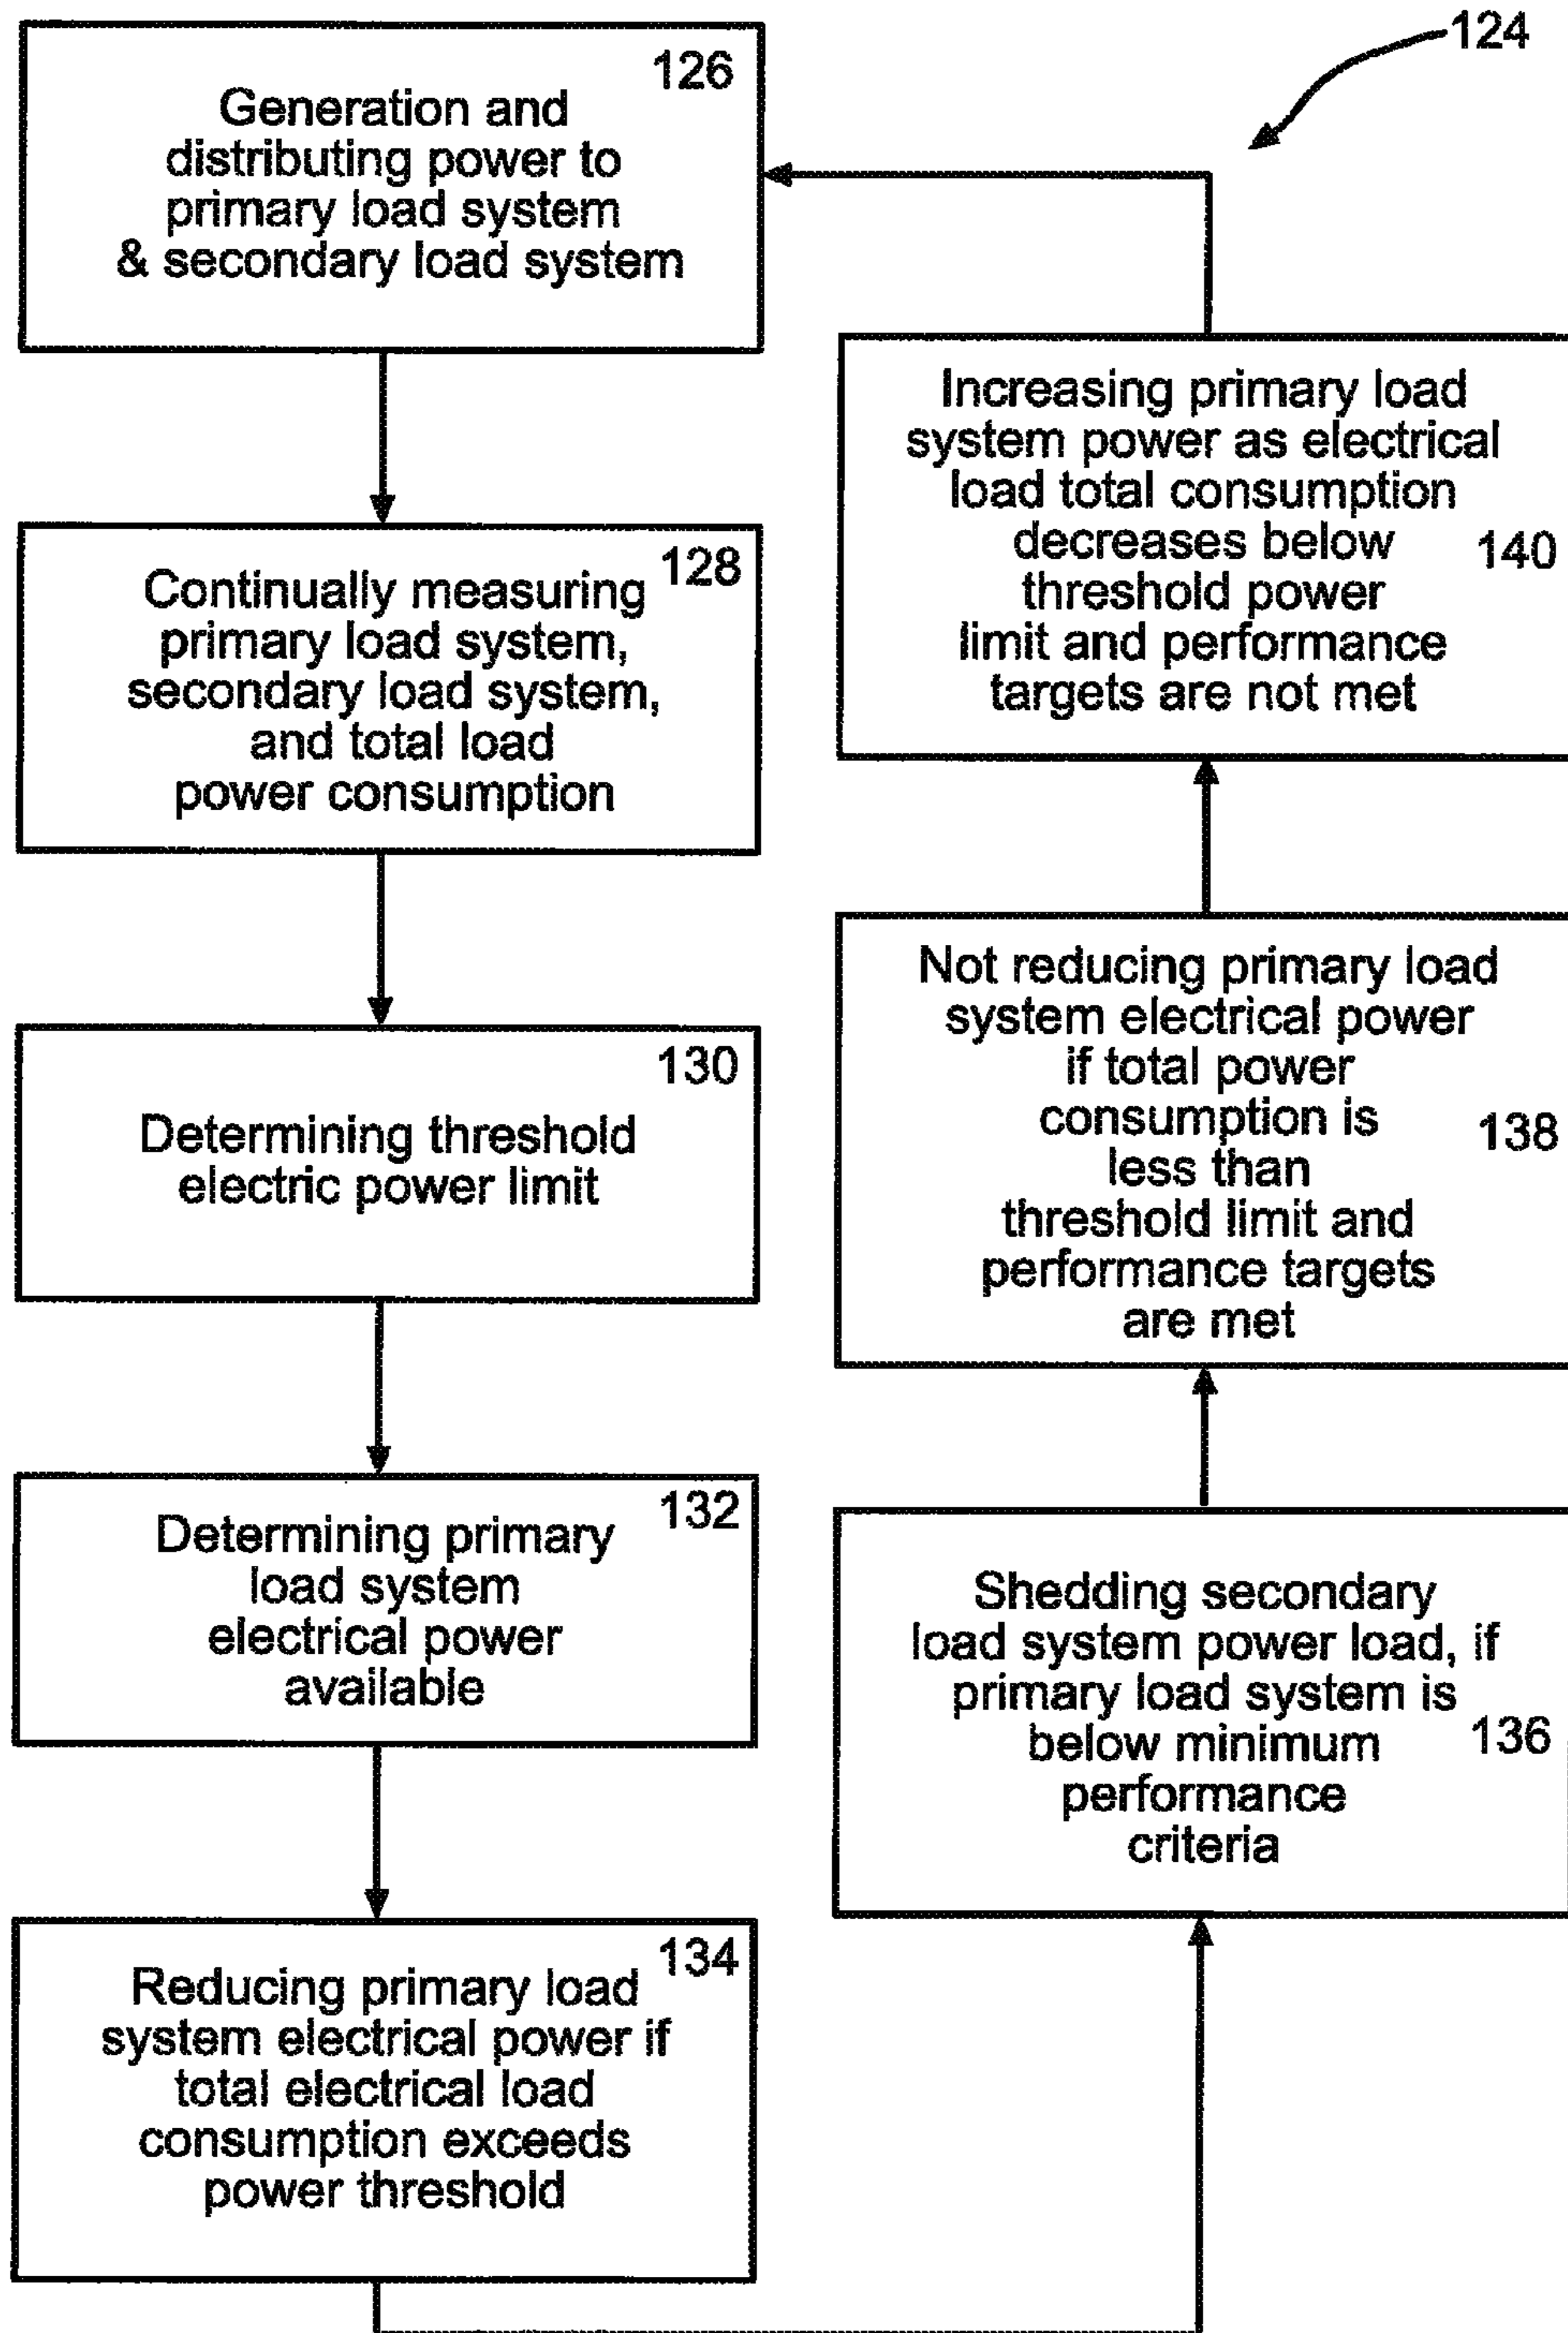 124
126
Generation and
distributing power to
primary load system
& secondary load system
128
Continually measuring
primary load system,
secondary load system,
and total load
power consumption
130
Determining threshold
electric power limit
132
Determining primary
load system
electrical power
available
134
Reducing primary load
system electrical power if
total electrical load
consumption exceeds
power threshold
Shedding secondary
load system power load, if
primary load system is
below minimum 136
performance
criteria
Not reducing primary load
system electrical power
if total power
consumption is 138
less than
threshold limit and
performance targets
are met
Increasing primary load
system power as electrical
load total consumption
decreases below 140
threshold power
limit and performance
targets are not met